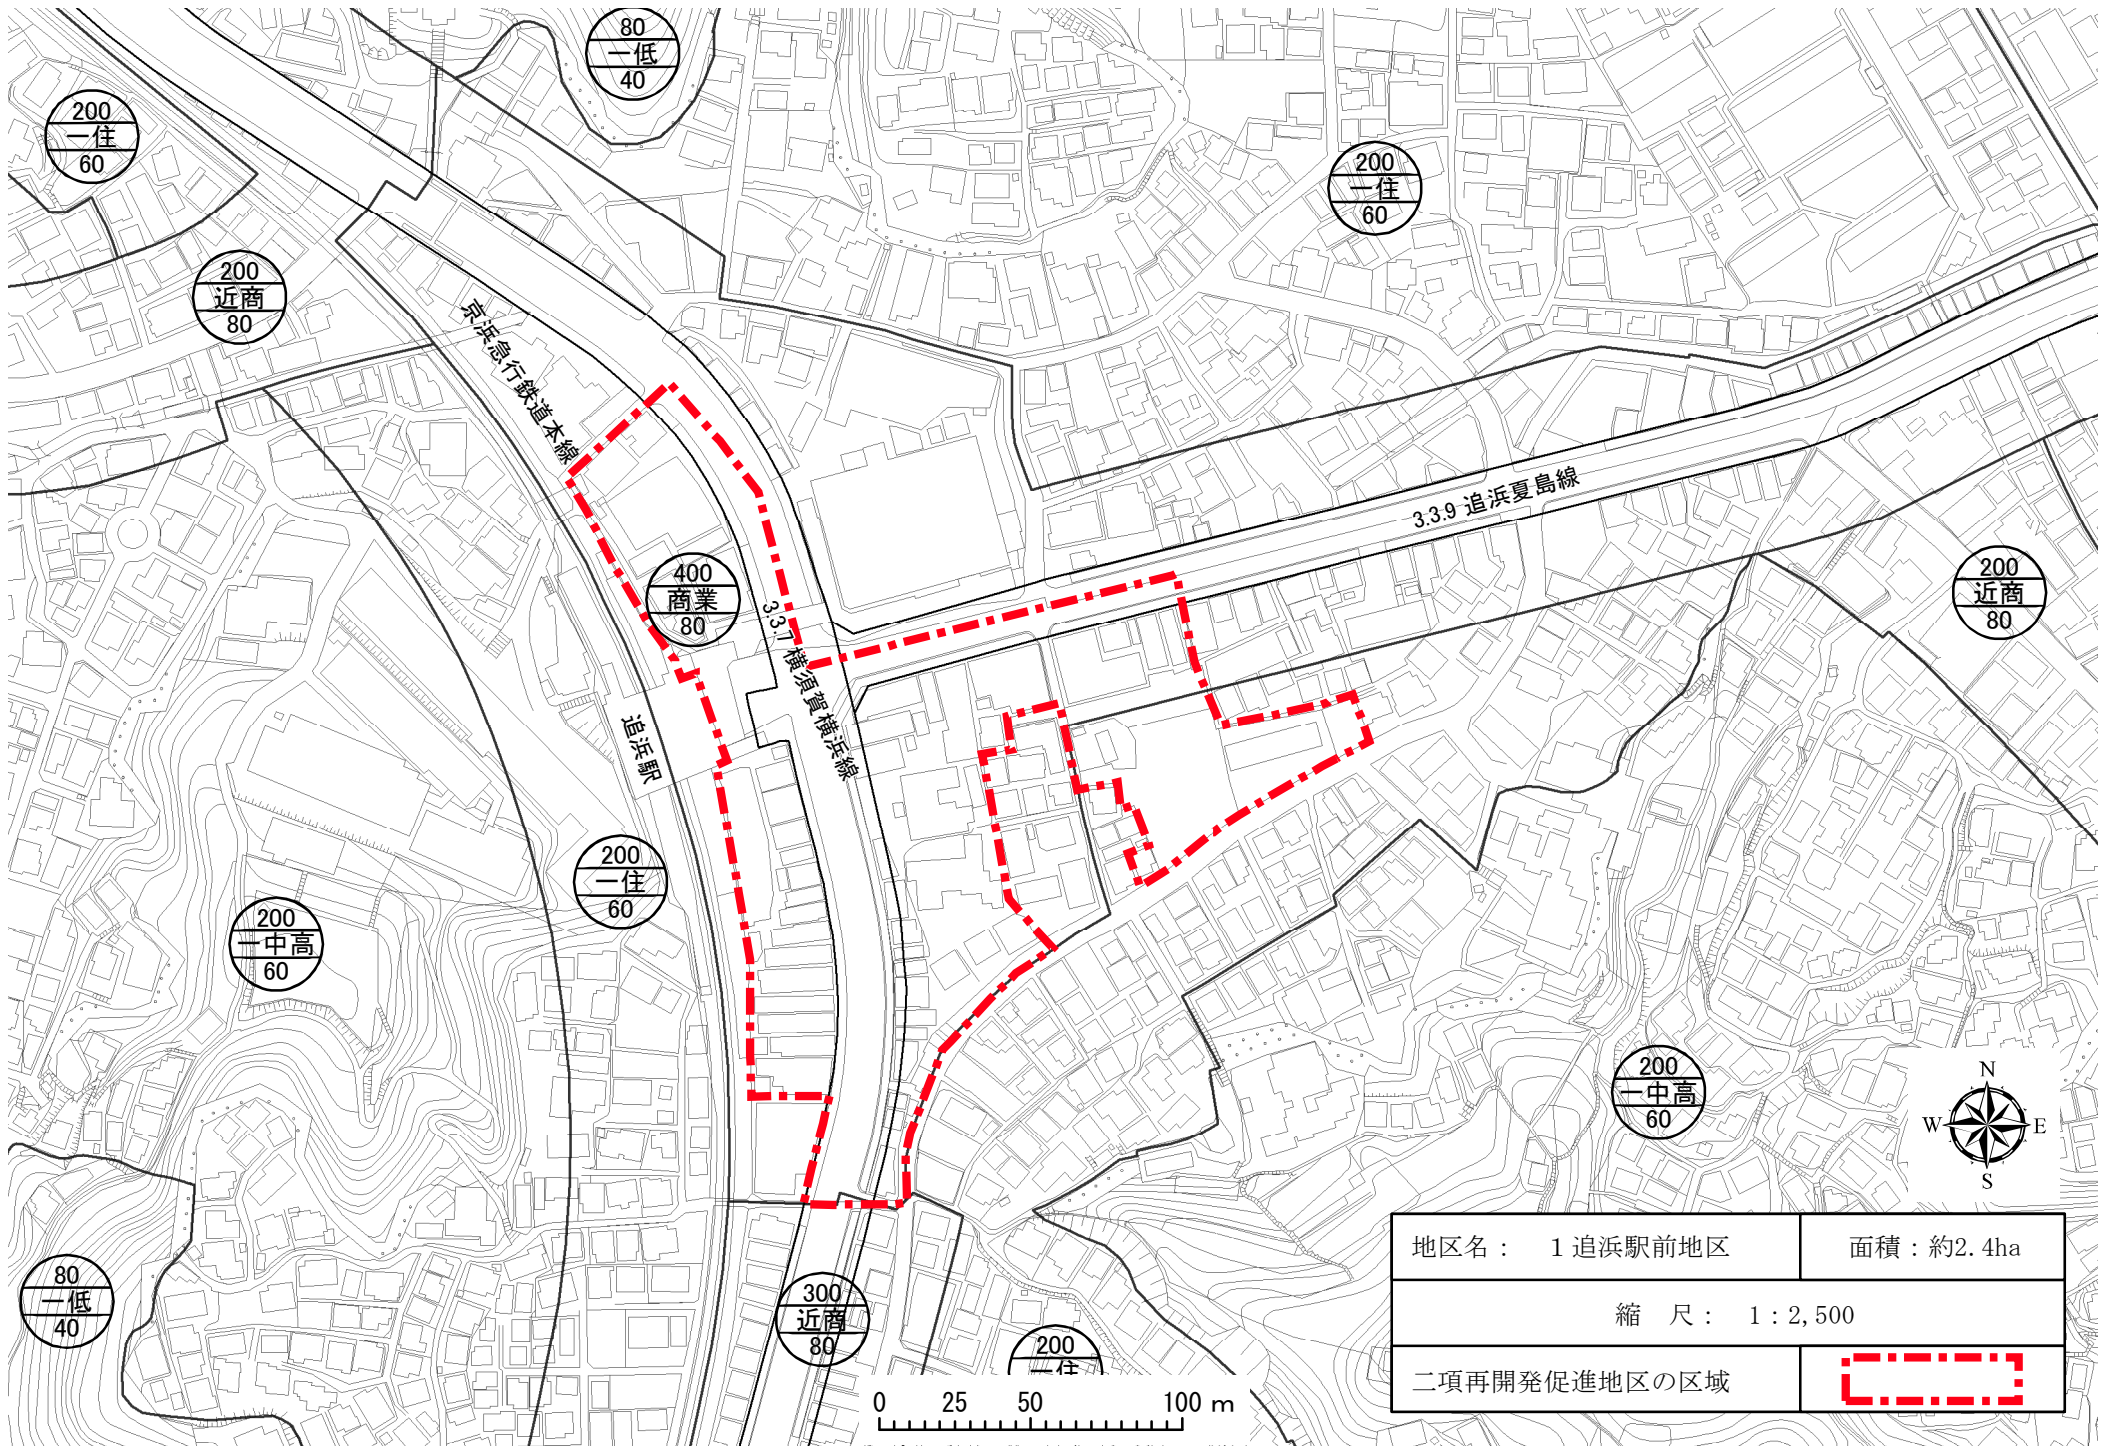 80
一低
40
200
一住
60
200
一住
60
200
近商
80
京浜急行鉄道本線
3.3.9 追浜夏島線
400
商業
80
200
近商
80
3.3.7 横須賀横浜線
追浜駅
200
一住
60
200
一中高
60
200
一中高
60
N
W
E
S
80
一低
40
300
近商
80
200
一住
地区名： 1 追浜駅前地区
面積：約2.4ha
縮 尺： 1：2,500
二項再開発促進地区の区域
0 25 50 100 m